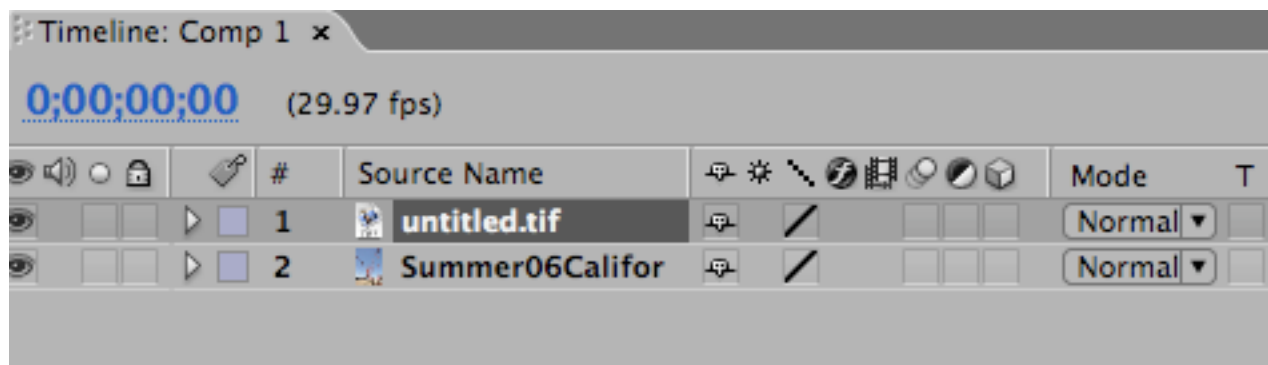 Timeline: Comp 1 x
0;00;00;00 (29.97 fps)
# Source Name Mode T
1 untitled.tif Normal
2 Summer06Califor Normal